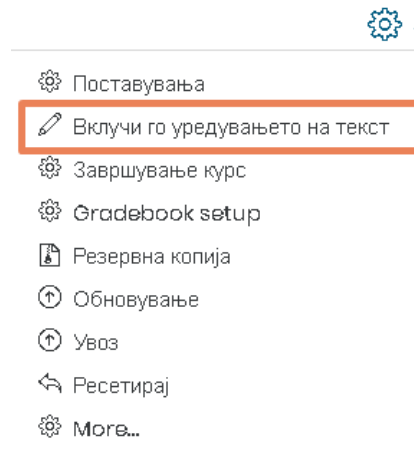 Поставувања
Вклучи го уредувањето на текст
Завршување курс
Gradebook setup
Резервна копија
Обновување
Увоз
Ресетирај
More...